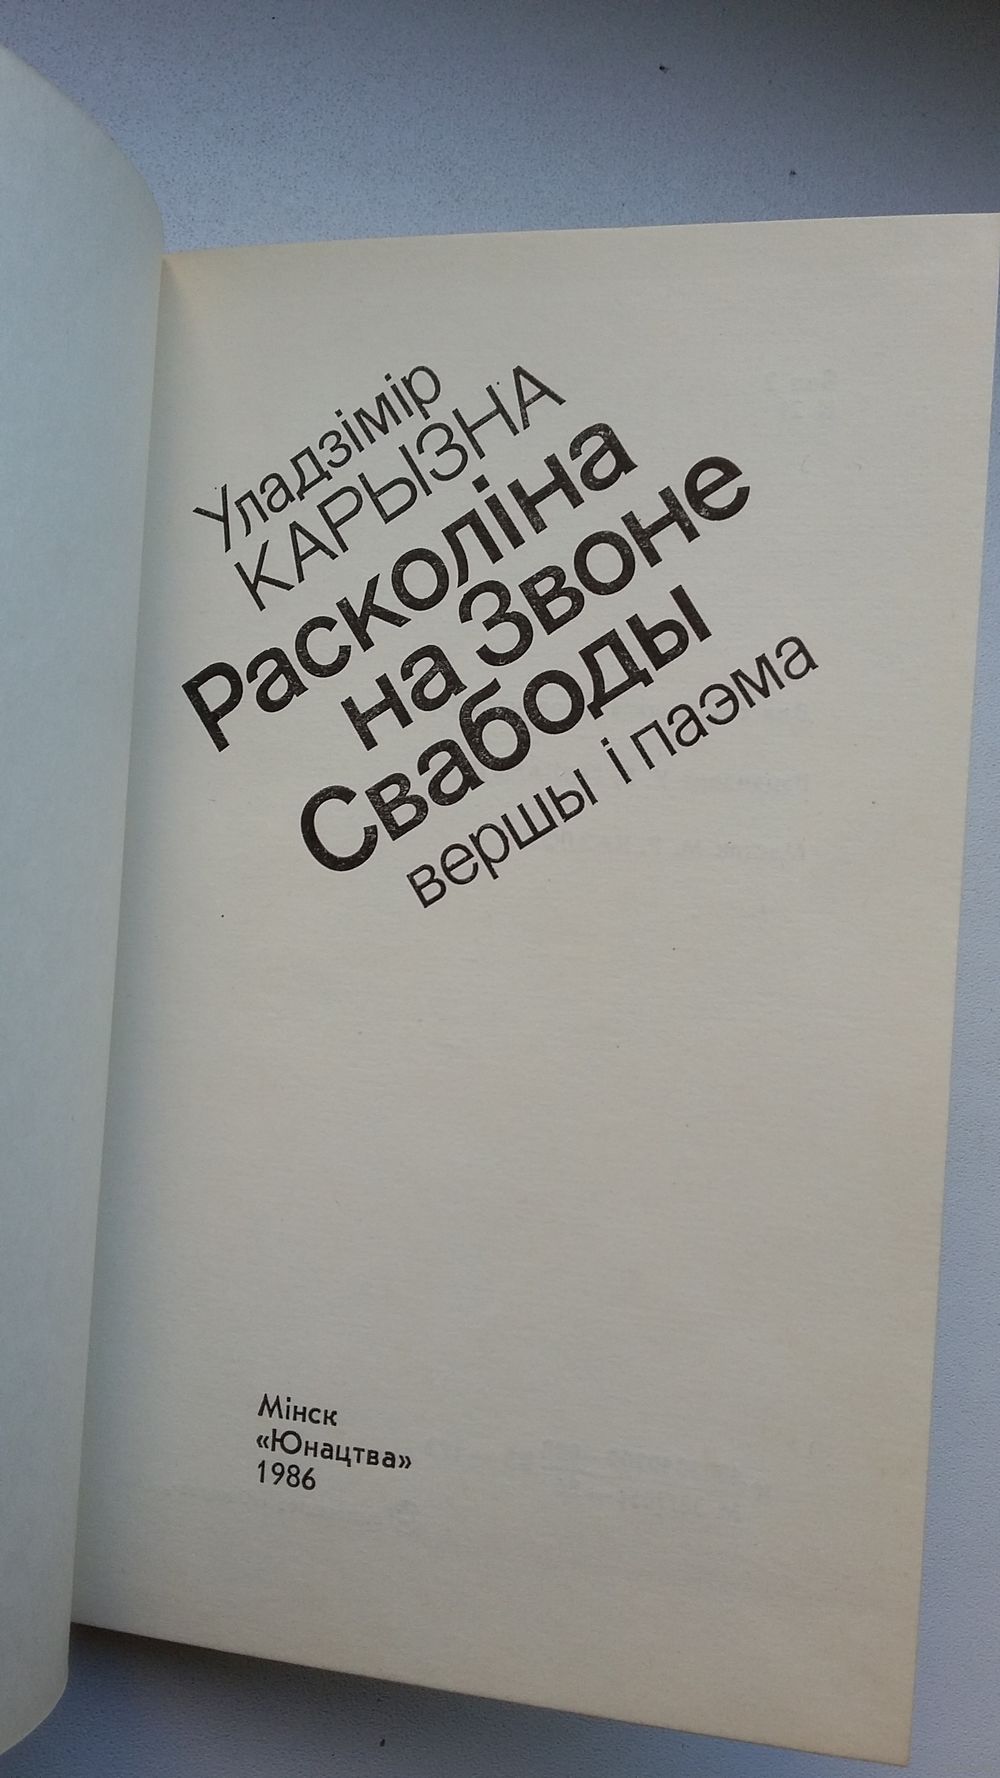 Уладзімір
КАРЫЗНА
Расколіна
на Звоне
Свабоды
вершы і паэма
Мінск
«Юнацтва»
1986